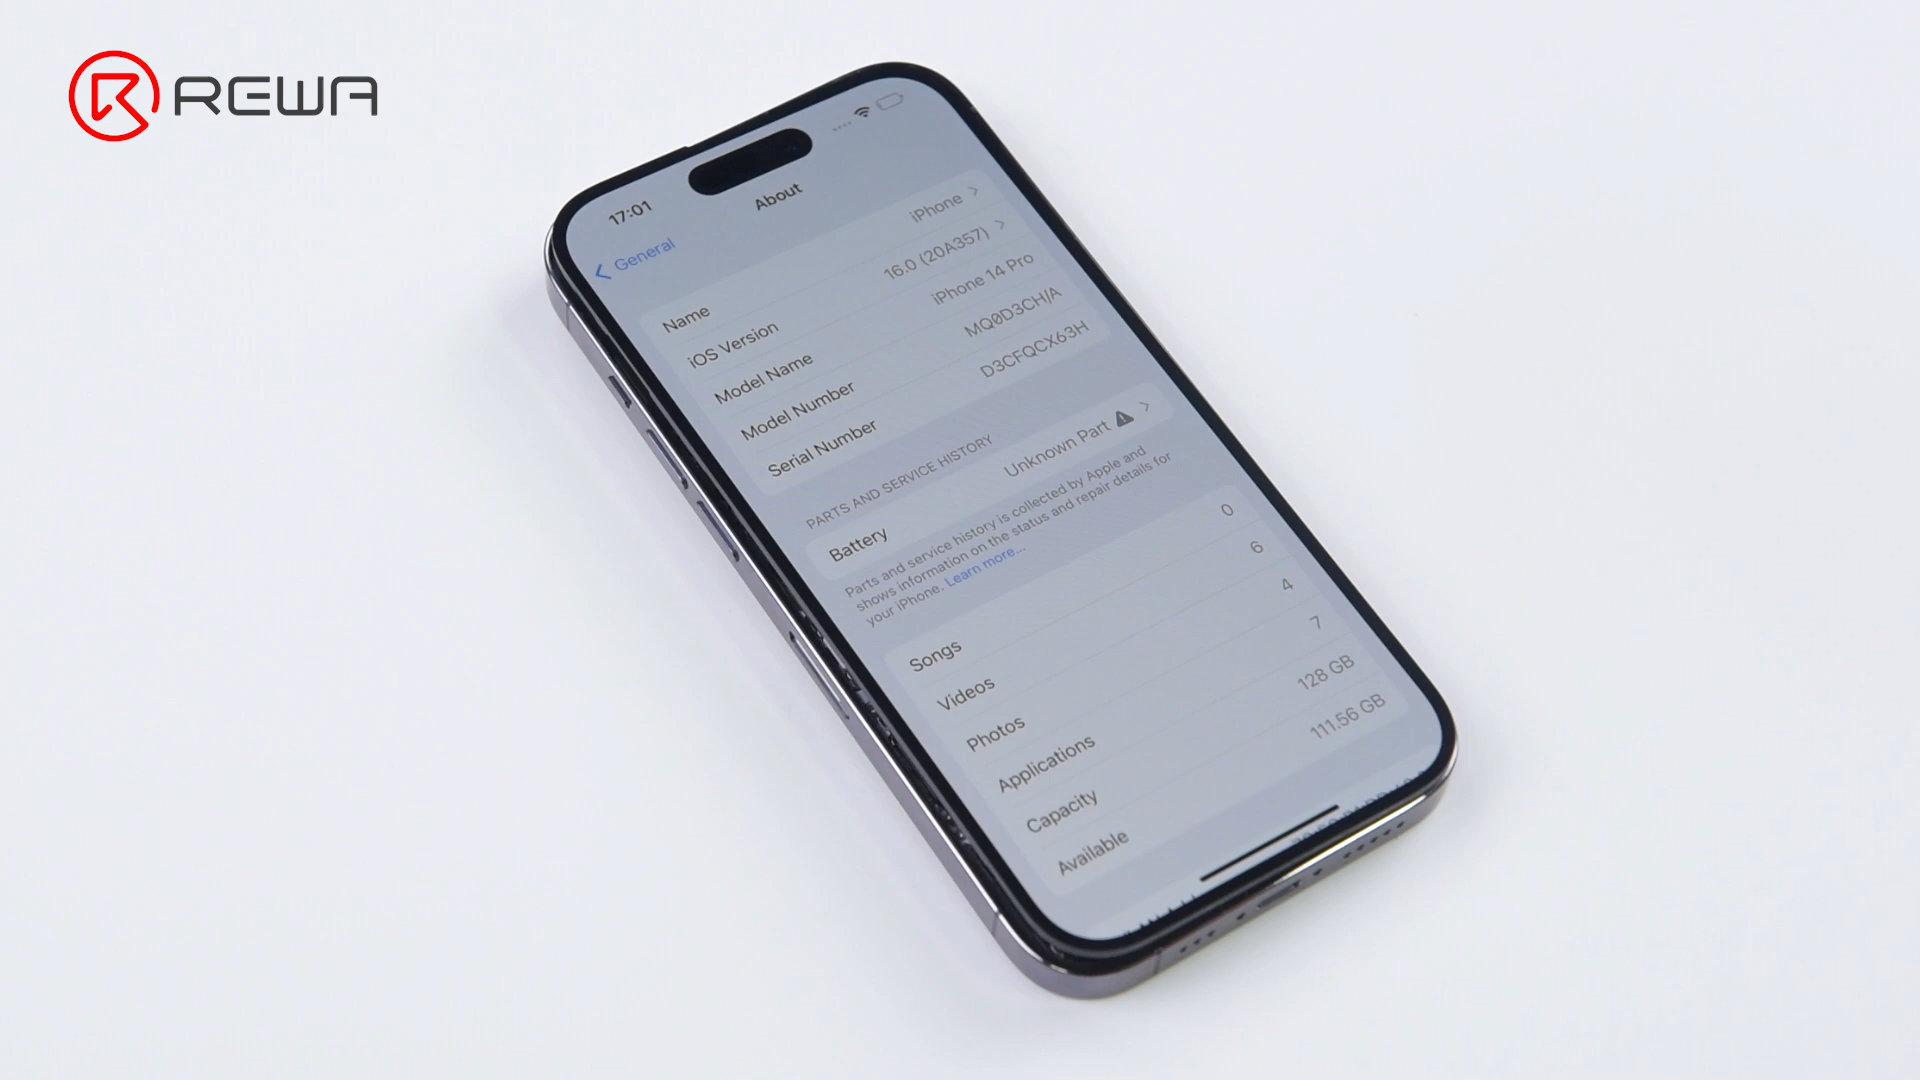 REWA
17:01
About
General
Name iPhone
iOS Version 16.0 (20A357)
Model Name iPhone 14 Pro
Model Number MQ0D3CH/A
Serial Number D3CFQCX63H
PARTS AND SERVICE HISTORY
Battery Unknown Part
Parts and service history is collected by Apple and
shows information on the status and repair details for
your iPhone. Learn more...
Songs 0
Videos 6
Photos 4
Applications 7
Capacity 128 GB
Available 111.56 GB